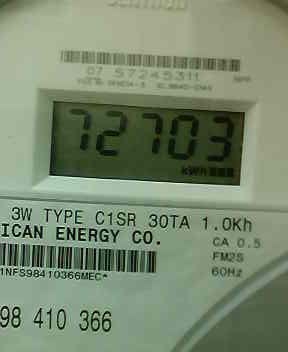 07 57245311
72703
kWh
3W TYPE C1SR 30TA 1.0Kh
ICAN ENERGY CO.
CA 0.5
FM2S
60Hz
1NFS98410366MEC*
98 410 366